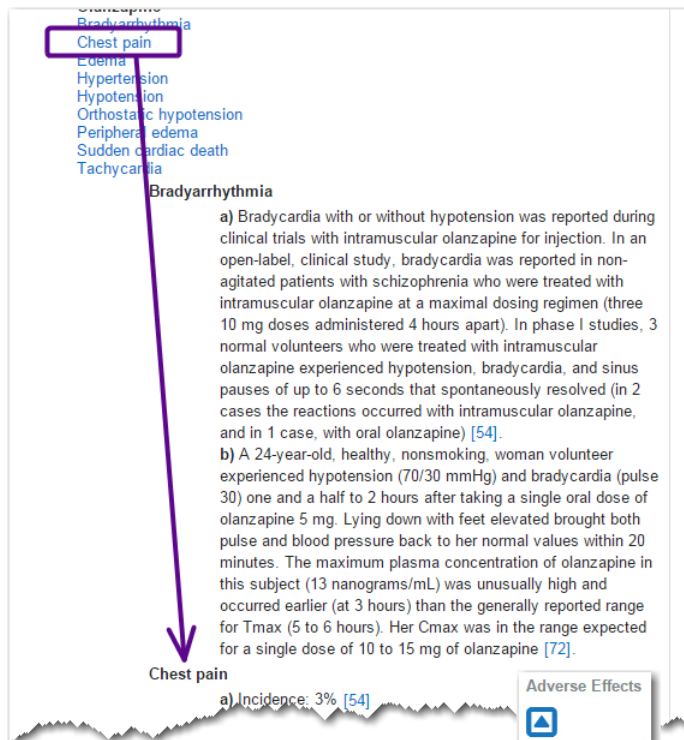 Olanzapine
Bradyarrhythmia
Chest pain
Edema
Hypertension
Hypotension
Orthostatic hypotension
Peripheral edema
Sudden cardiac death
Tachycardia
Bradyarrhythmia
a) Bradycardia with or without hypotension was reported during
clinical trials with intramuscular olanzapine for injection. In an
open-label, clinical study, bradycardia was reported in non-
agitated patients with schizophrenia who were treated with
intramuscular olanzapine at a maximal dosing regimen (three
10 mg doses administered 4 hours apart). In phase I studies, 3
normal volunteers who were treated with intramuscular
olanzapine experienced hypotension, bradycardia, and sinus
pauses of up to 6 seconds that spontaneously resolved (in 2
cases the reactions occurred with intramuscular olanzapine,
and in 1 case, with oral olanzapine) [54].
b) A 24-year-old, healthy, nonsmoking, woman volunteer
experienced hypotension (70/30 mmHg) and bradycardia (pulse
30) one and a half to 2 hours after taking a single oral dose of
olanzapine 5 mg. Lying down with feet elevated brought both
pulse and blood pressure back to her normal values within 20
minutes. The maximum plasma concentration of olanzapine in
this subject (13 nanograms/mL) was unusually high and
occurred earlier (at 3 hours) than the generally reported range
for Tmax (5 to 6 hours). Her Cmax was in the range expected
for a single dose of 10 to 15 mg of olanzapine [72].
Chest pain
a) Incidence: 3% [54]
Adverse Effects